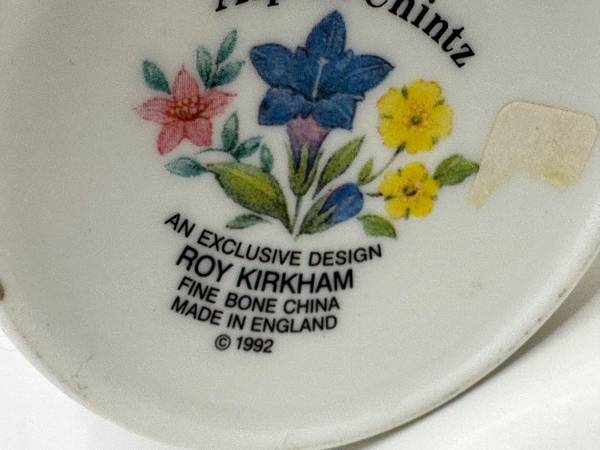 Chintz
AN EXCLUSIVE DESIGN
ROY KIRKHAM
FINE BONE CHINA
MADE IN ENGLAND
© 1992